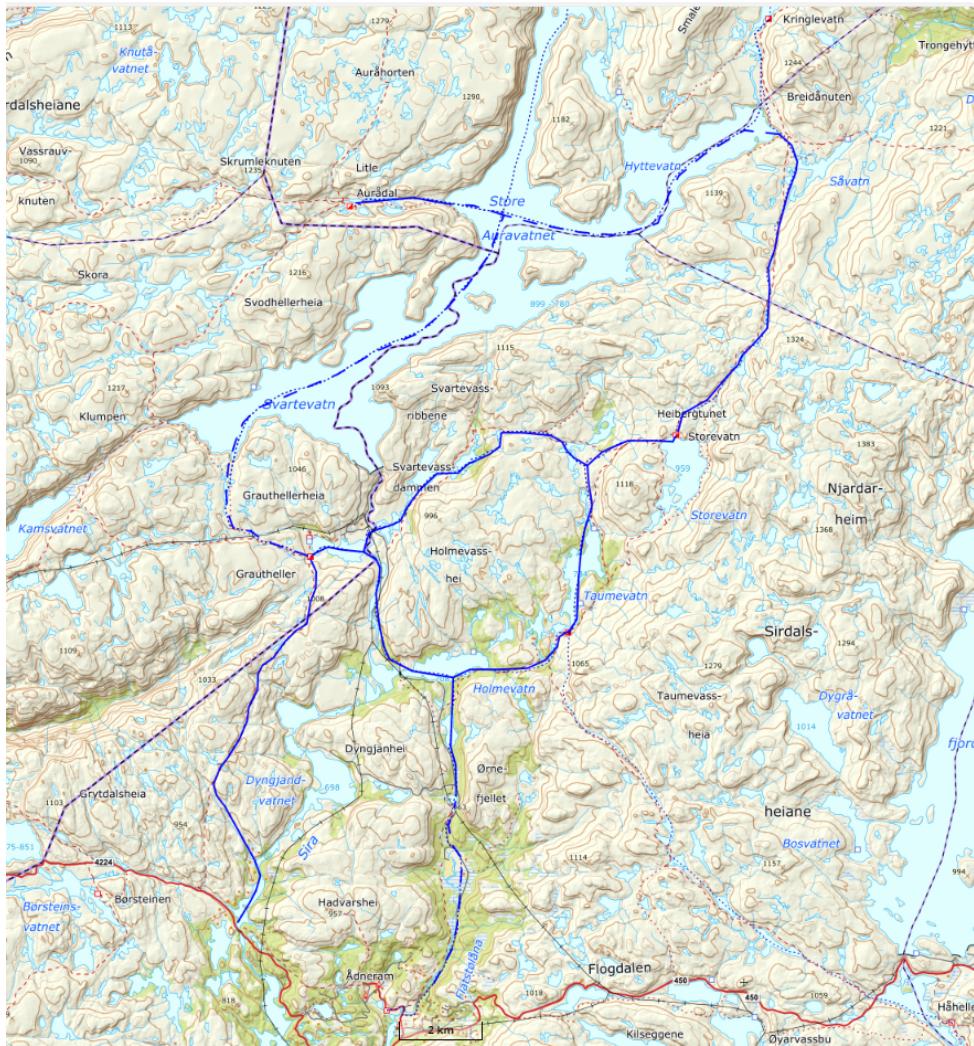 1113
1279
Kringlevatn
Knutå-
vatnet
Trongehytt
Auråhorten
1244
rdalsheiane
1290
Breidånuten
1182
1221
Vassrauv-
1090
knuten
Skrumleknuten
1235
Litle
Hyttevatn
Aurådal
Store
Auravatnet
1139
Såvatn
Skora
1216
Svodhellerheia
899 - 780
1324
1115
1217
Klumpen
1093
Svartevatn
Svartevass-
ribbene
Heibergtunet
Storevatn
1383
1046
Grauthellerheia
Svartevass-
dammen
959
1118
Njardar-
heim
Kamsvatnet
996
Storevatn
1368
Holmevass-
hei
Grautheller
1008
Taumevatn
1109
Sirdals-
1294
1065
1279
1033
Holmevatn
Taumevass-
heia
Dygrå-
vatnet
1014
Dyngjanhei
fjord
Ørne-
fjellet
Dyngjand-
vatnet
698
1103
Grytdalsheia
954
heiane
75-851
Sira
Bosvatnet
4224
1114
1157
994
Børsteinen
Børsteins-
vatnet
Hadvarshei
957
Flatstølåna
Ådneram
Flogdalen
450
450
818
1018
1059
Håhelle
2 km
Kilseggene
Øyarvassbu